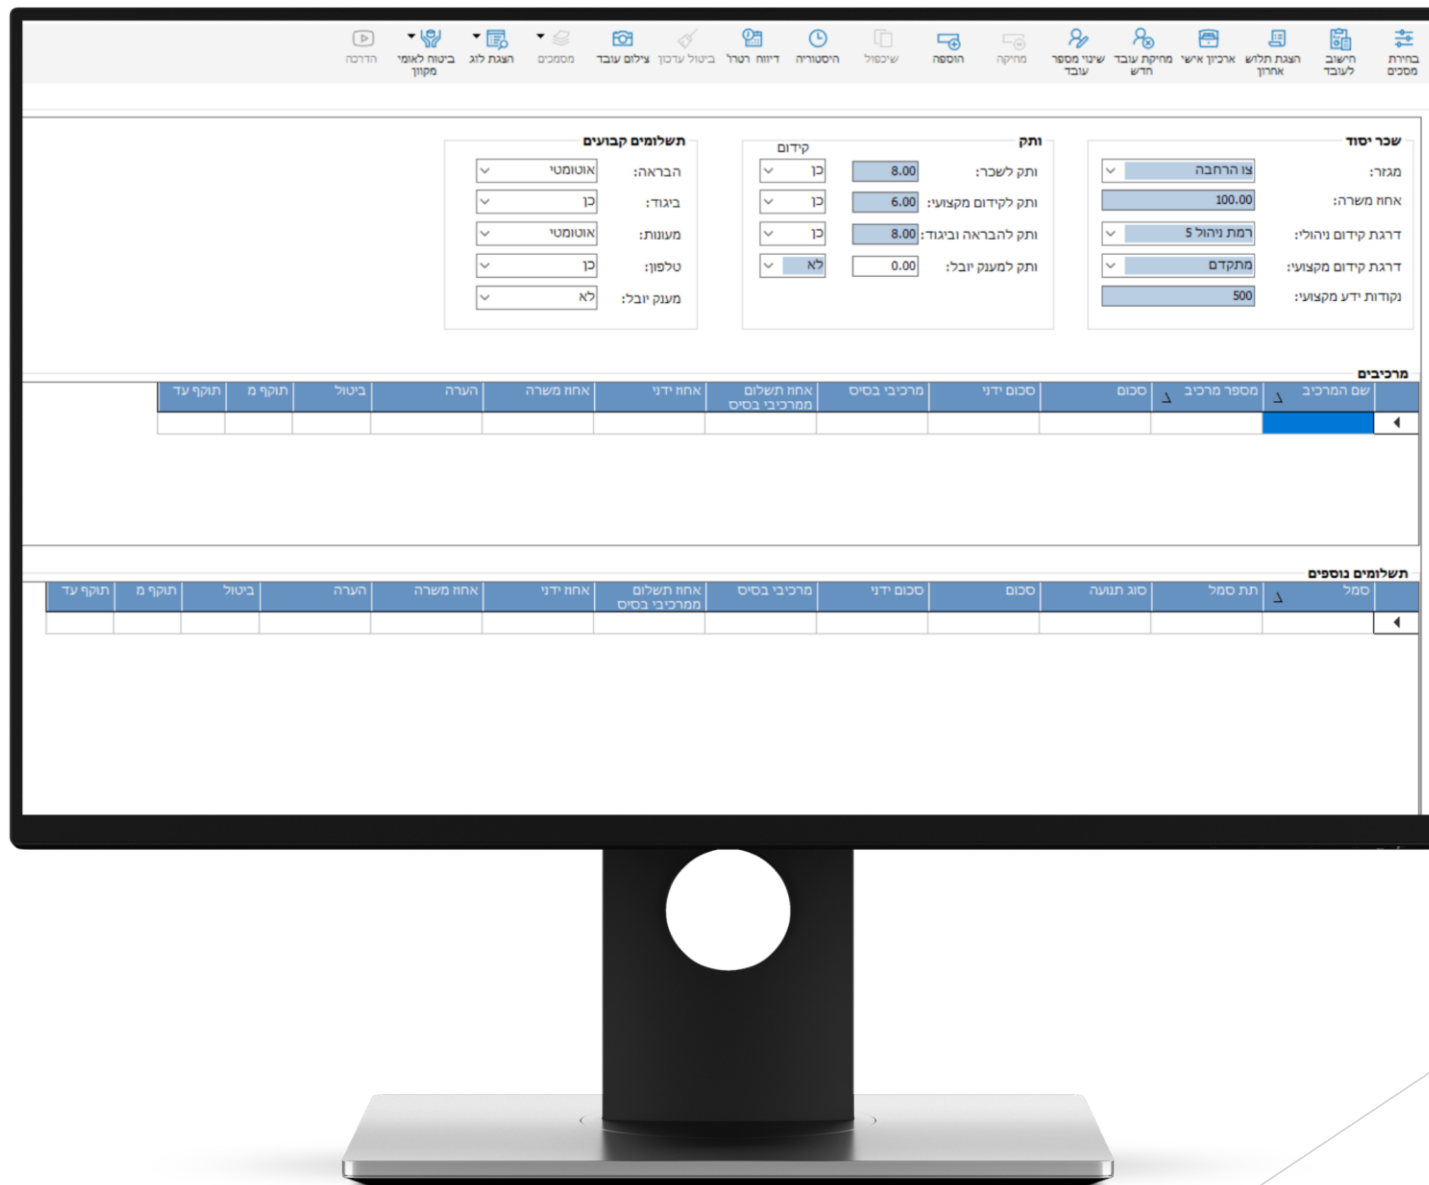 בחירת מסכים
חישוב לעובד
הצגת תלוש אחרון
ארכיון אישי
מחיקת עובד חדש
שינוי מספר עובד
מחיקה
הוספה
שיכפול
היסטוריה
דיווח רטרו'
ביטול עדכון
צילום עובד
מסמכים
הצגת לוג
ביטוח לאומי מקוון
הדרכה
שכר יסוד
מגזר: צו הרחבה
אחוז משרה: 100.00
דרגת קידום ניהולי: רמת ניהול 5
דרגת קידום מקצועי: מתקדם
נקודות ידע מקצועי: 500
ותק
קידום
ותק לשכר: 8.00 כן
ותק לקידום מקצועי: 6.00 כן
ותק להבראה וביגוד: 8.00 כן
ותק למענק יובל: 0.00 לא
תשלומים קבועים
הבראה: אוטומטי
ביגוד: כן
מעונות: אוטומטי
טלפון: כן
מענק יובל: לא
מרכיבים
שם המרכיב מספר מרכיב סכום סכום ידני מרכיבי בסיס אחוז תשלום ממרכיבי בסיס אחוז ידני אחוז משרה הערה ביטול תוקף מ תוקף עד
תשלומים נוספים
סמל תת סמל סוג תנועה סכום סכום ידני מרכיבי בסיס אחוז תשלום ממרכיבי בסיס אחוז ידני אחוז משרה הערה ביטול תוקף מ תוקף עד